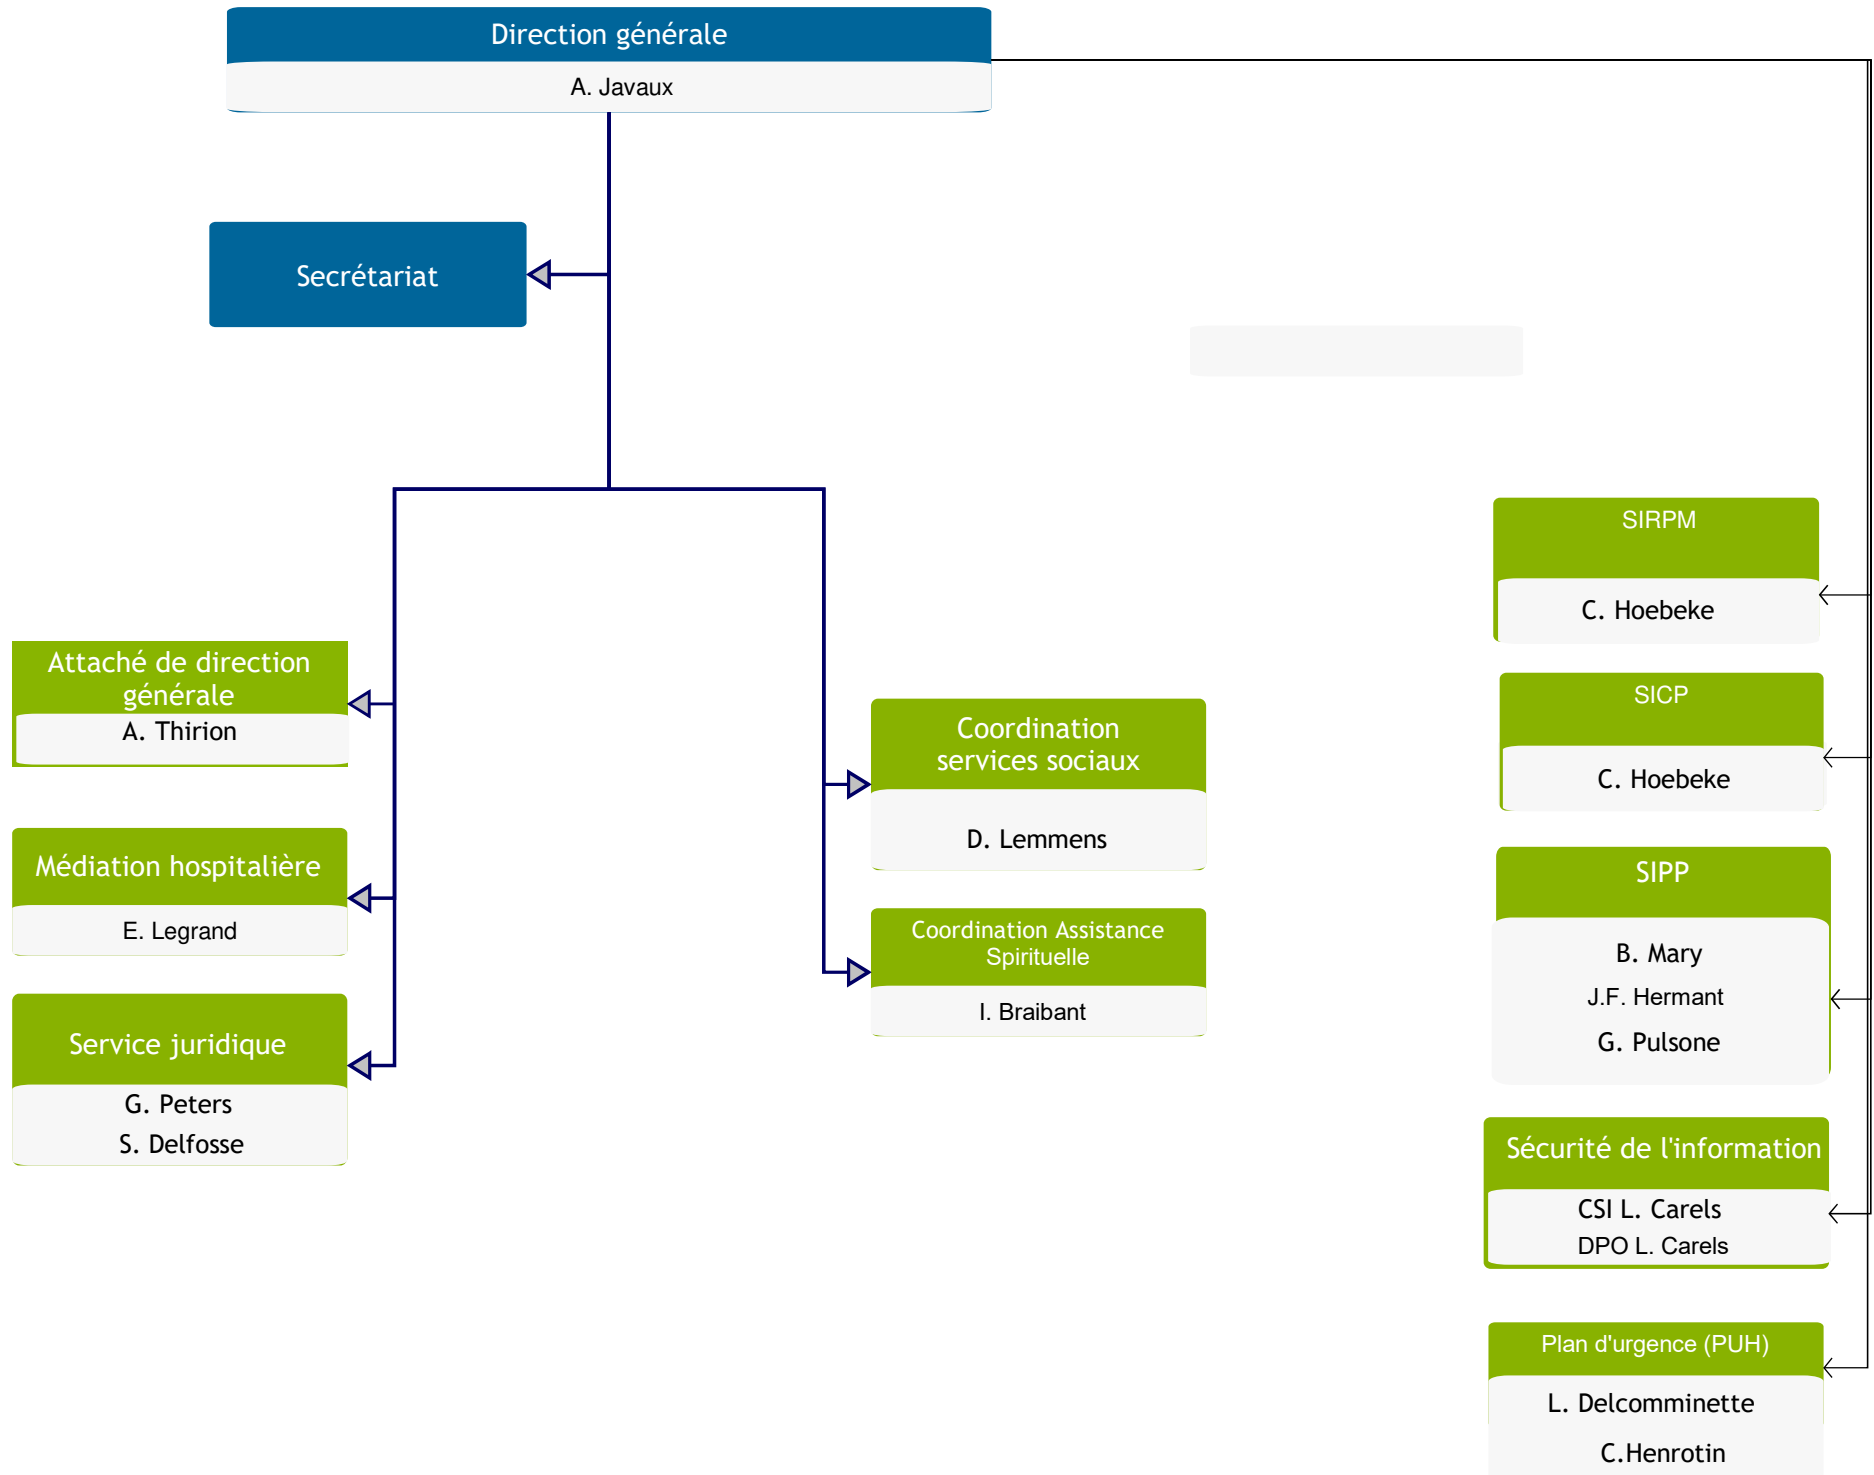 Direction générale
A. Javaux
Secrétariat
Attaché de direction
générale
A. Thirion
Médiation hospitalière
E. Legrand
Service juridique
G. Peters
S. Delfosse
Coordination
services sociaux
D. Lemmens
Coordination Assistance
Spirituelle
I. Braibant
SIRPM
C. Hoebeke
SICP
C. Hoebeke
SIPP
B. Mary
J.F. Hermant
G. Pulsone
Sécurité de l'information
CSI L. Carels
DPO L. Carels
Plan d'urgence (PUH)
L. Delcomminette
C.Henrotin